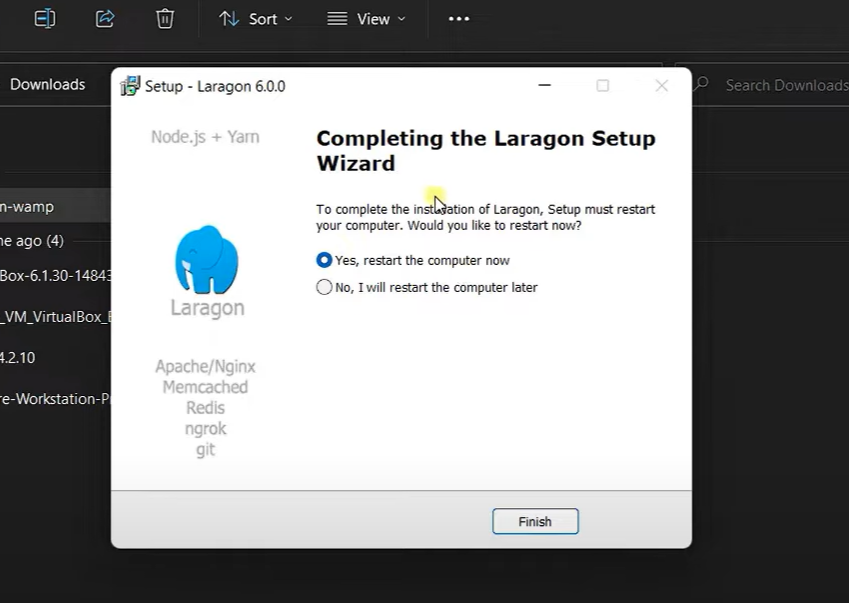 Sort
View
Downloads
Search Downloads
Setup - Laragon 6.0.0
Node.js + Yarn
Completing the Laragon Setup
Wizard
To complete the installation of Laragon, Setup must restart
your computer. Would you like to restart now?
Yes, restart the computer now
No, I will restart the computer later
Laragon
Apache/Nginx
Memcached
Redis
ngrok
git
Finish
n-wamp
ne ago (4)
Box-6.1.30-14843
_VM_VirtualBox_E
4.2.10
re-Workstation-P